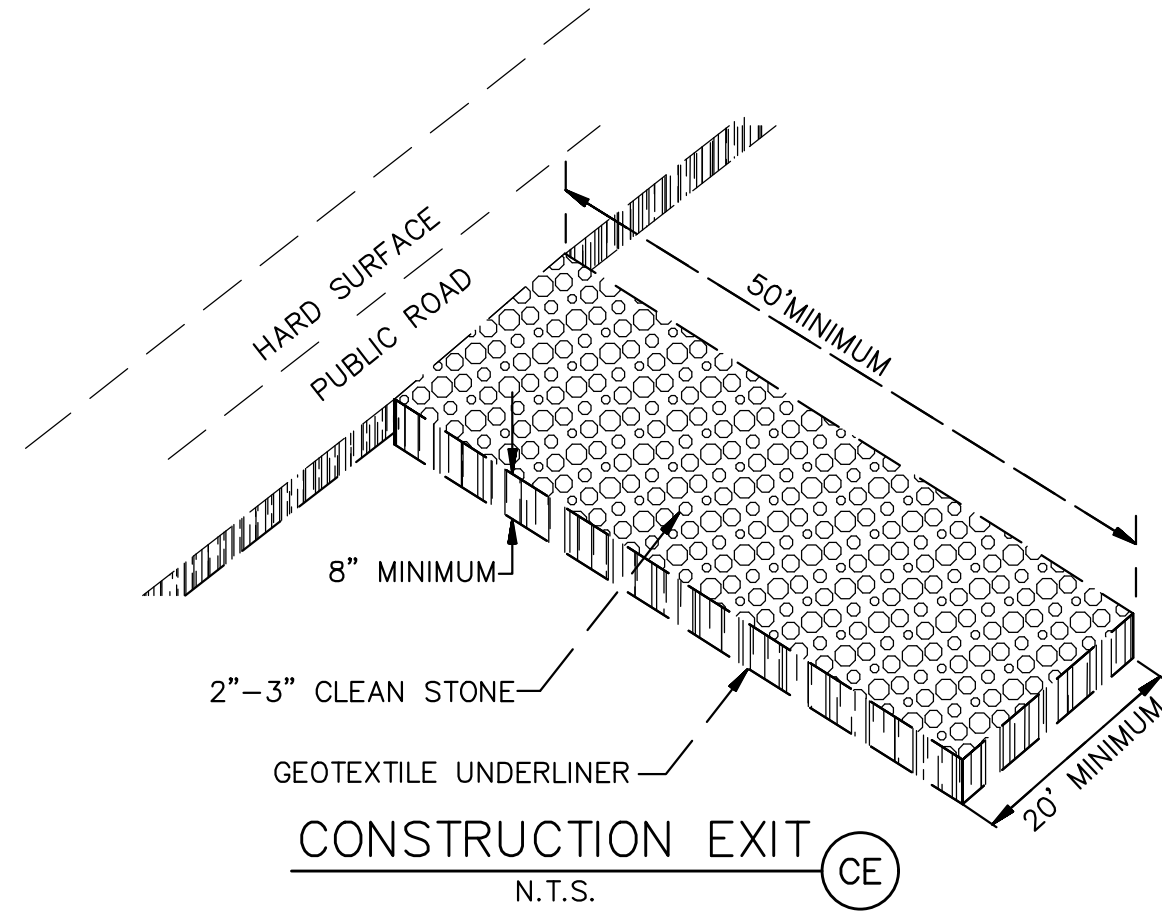 HARD SURFACE
PUBLIC ROAD
50'MINIMUM
8" MINIMUM
2"-3" CLEAN STONE
GEOTEXTILE UNDERLINER
20' MINIMUM
CONSTRUCTION EXIT
CE
N.T.S.